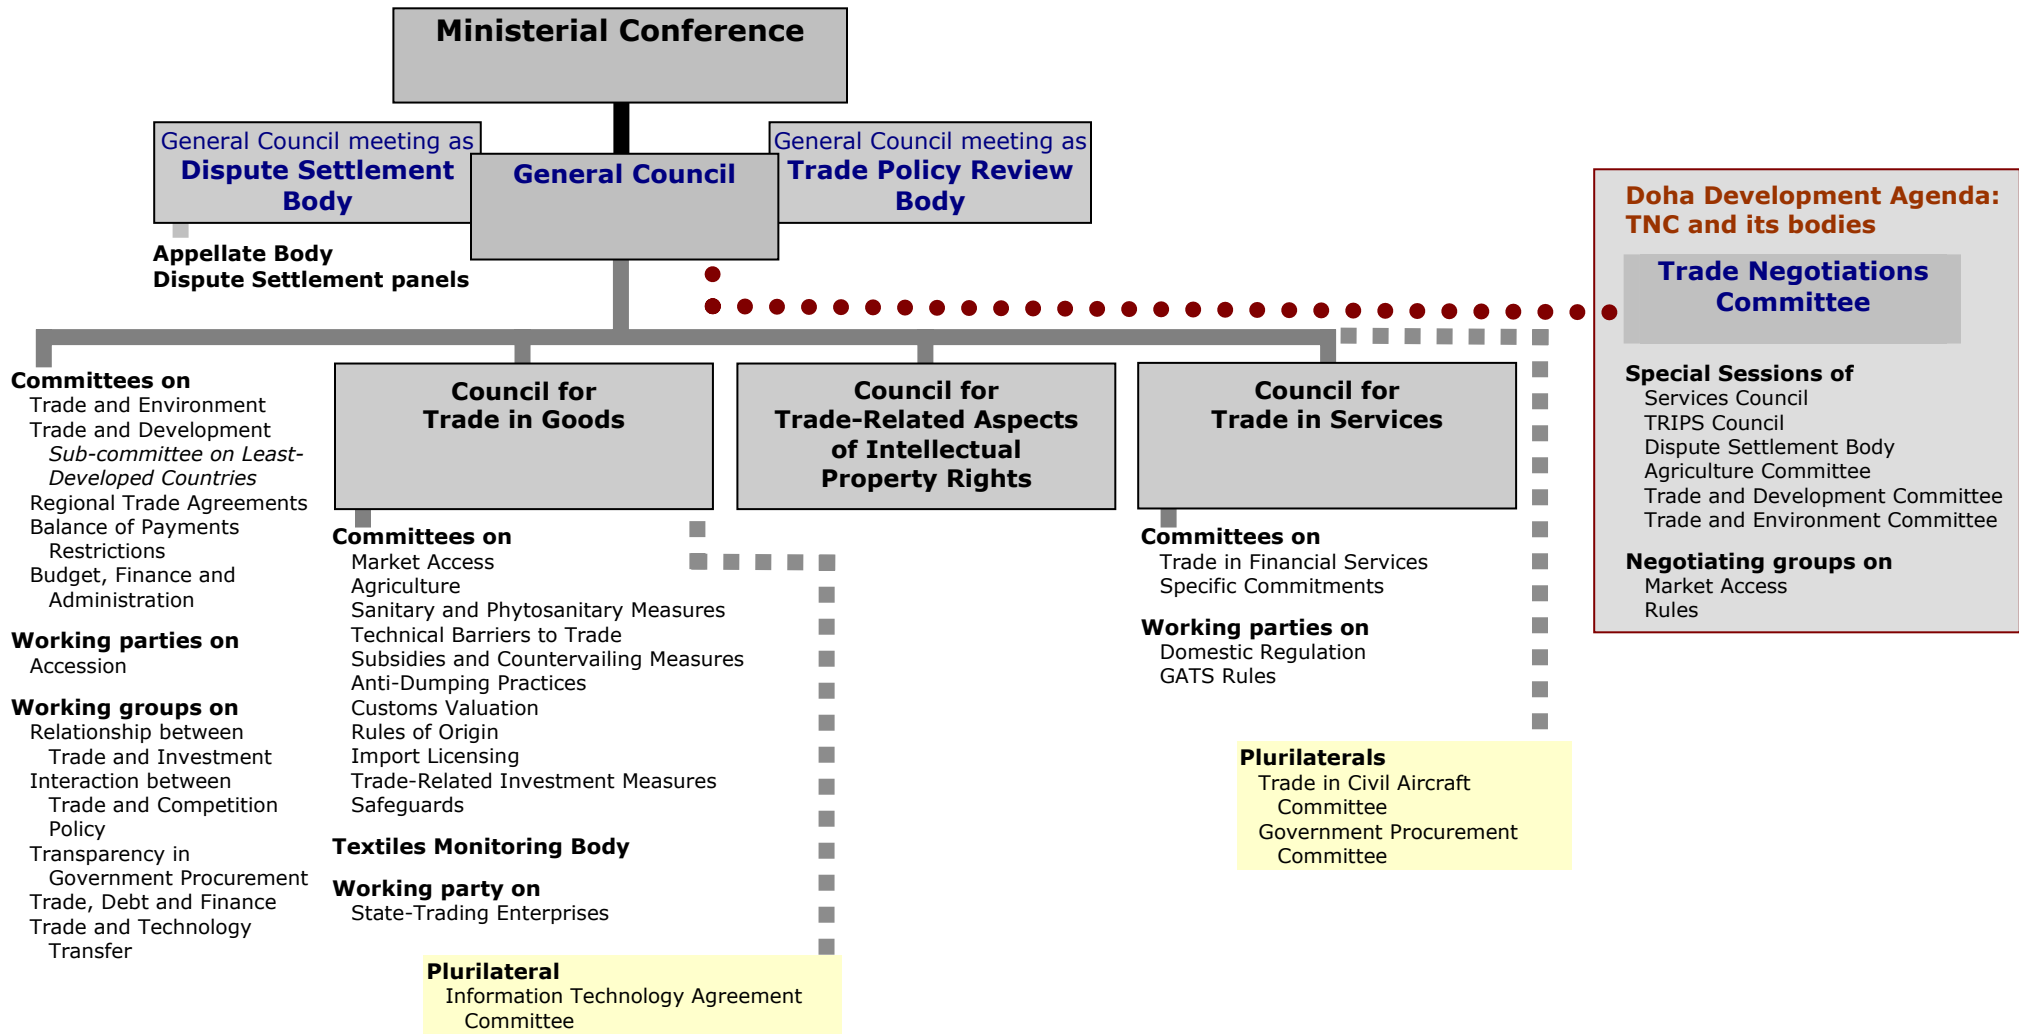 Ministerial Conference
General Council meeting as
Dispute Settlement
Body
General Council
General Council meeting as
Trade Policy Review
Body
Appellate Body
Dispute Settlement panels
Doha Development Agenda:
TNC and its bodies
Trade Negotiations
Committee
Special Sessions of
Services Council
TRIPS Council
Dispute Settlement Body
Agriculture Committee
Trade and Development Committee
Trade and Environment Committee
Negotiating groups on
Market Access
Rules
Committees on
Trade and Environment
Trade and Development
Sub-committee on Least-
Developed Countries
Regional Trade Agreements
Balance of Payments
Restrictions
Budget, Finance and
Administration
Working parties on
Accession
Working groups on
Relationship between
Trade and Investment
Interaction between
Trade and Competition
Policy
Transparency in
Government Procurement
Trade, Debt and Finance
Trade and Technology
Transfer
Council for
Trade in Goods
Committees on
Market Access
Agriculture
Sanitary and Phytosanitary Measures
Technical Barriers to Trade
Subsidies and Countervailing Measures
Anti-Dumping Practices
Customs Valuation
Rules of Origin
Import Licensing
Trade-Related Investment Measures
Safeguards
Textiles Monitoring Body
Working party on
State-Trading Enterprises
Plurilateral
Information Technology Agreement
Committee
Council for
Trade-Related Aspects
of Intellectual
Property Rights
Council for
Trade in Services
Committees on
Trade in Financial Services
Specific Commitments
Working parties on
Domestic Regulation
GATS Rules
Plurilaterals
Trade in Civil Aircraft
Committee
Government Procurement
Committee